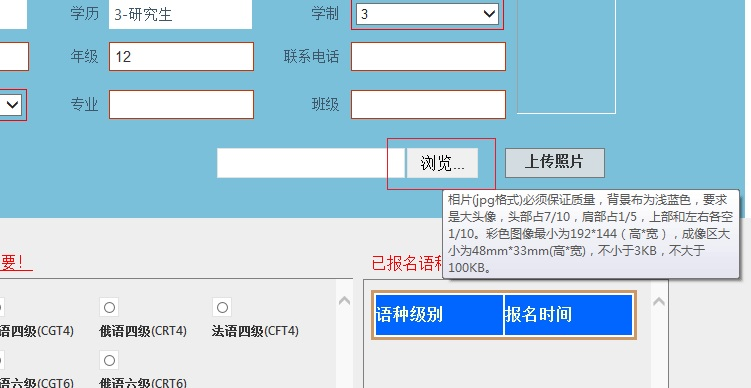 学历 3-研究生 学制 3
年级 12 联系电话
专业 班级
浏览... 上传照片
相片(jpg格式)必须保证质量，背景布为浅蓝色，要求
是大头像，头部占7/10，肩部占1/5，上部和左右各空
1/10。彩色图像最小为192*144（高*宽），成像区大
小为48mm*33mm(高*宽)，不小于3KB，不大于
100KB。
要！ 已报名语种
语种级别 报名时间
语四级(CGT4) 俄语四级(CRT4) 法语四级(CFT4)
语六级(CGT6) 俄语六级(CRT6)